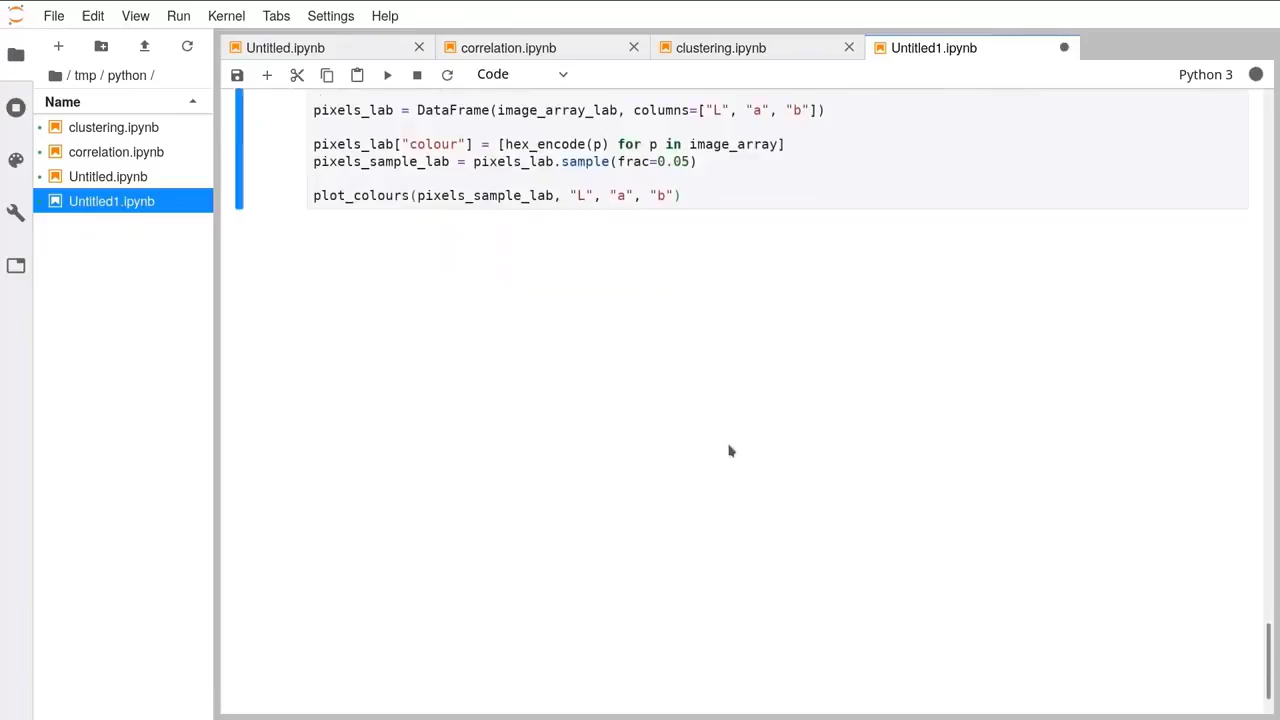 File Edit View Run Kernel Tabs Settings Help
Untitled.ipynb correlation.ipynb clustering.ipynb Untitled1.ipynb
/ tmp / python /
Code
Python 3
Name
clustering.ipynb
correlation.ipynb
Untitled.ipynb
Untitled1.ipynb
pixels_lab = DataFrame(image_array_lab, columns=["L", "a", "b"])
pixels_lab["colour"] = [hex_encode(p) for p in image_array]
pixels_sample_lab = pixels_lab.sample(frac=0.05)
plot_colours(pixels_sample_lab, "L", "a", "b")